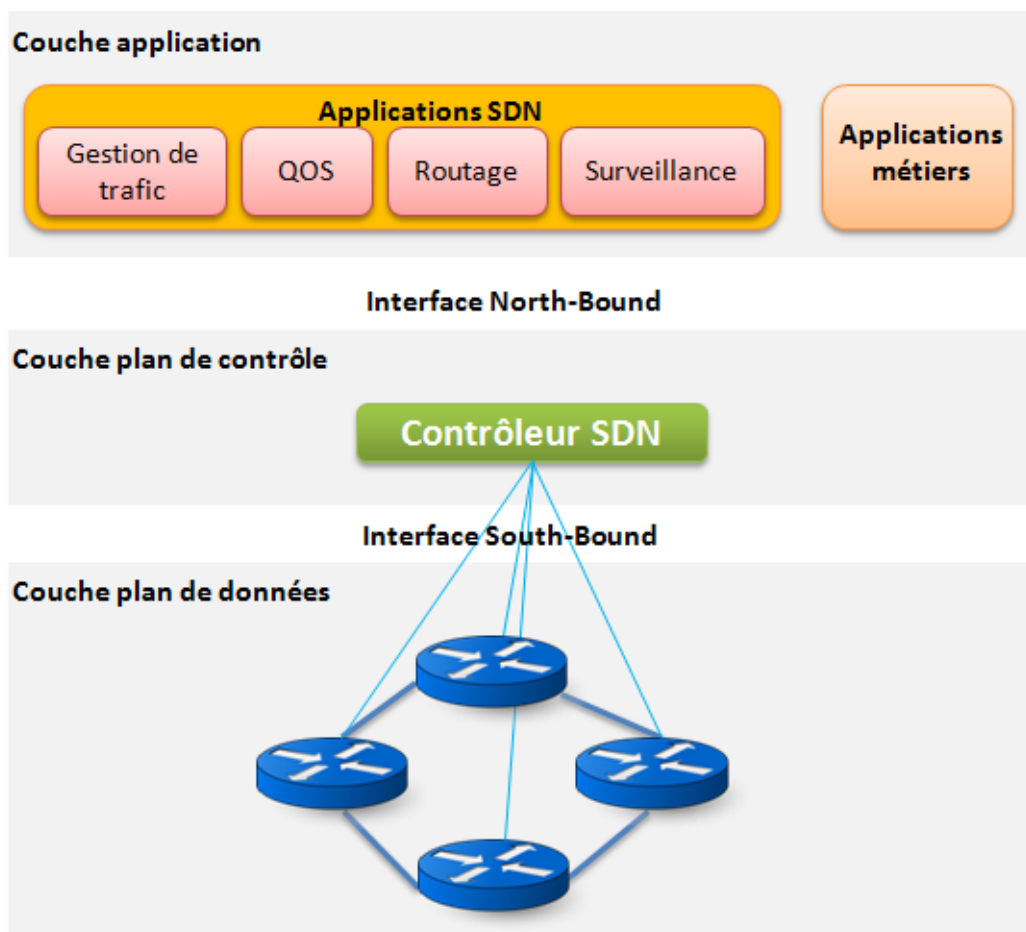 Couche application
Applications SDN
Gestion de
trafic
QOS
Routage
Surveillance
Applications
métiers
Interface North-Bound
Couche plan de contrôle
Contrôleur SDN
Interface South-Bound
Couche plan de données